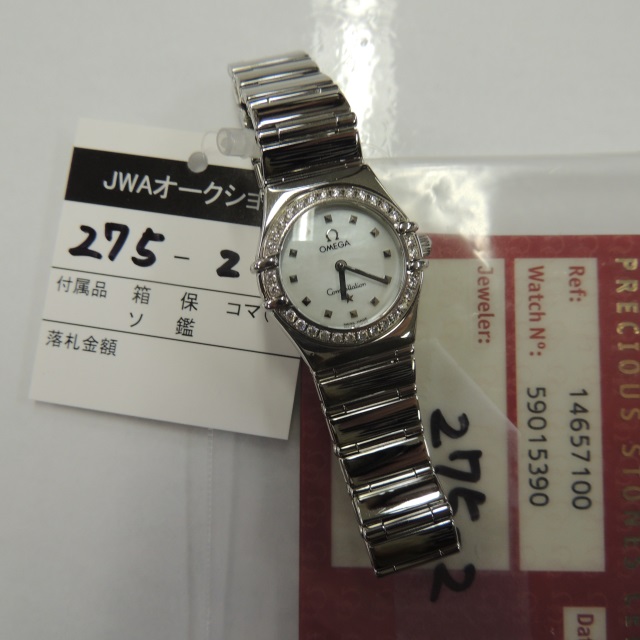 JWAオークショ
275-2
付属品 箱 保 コマ
ソ 鑑
落札金額
OMEGA
Constellation
PRECIOUS STONES
Ref: 14657100
Watch Nº: 59015390
Jeweler:
275-2